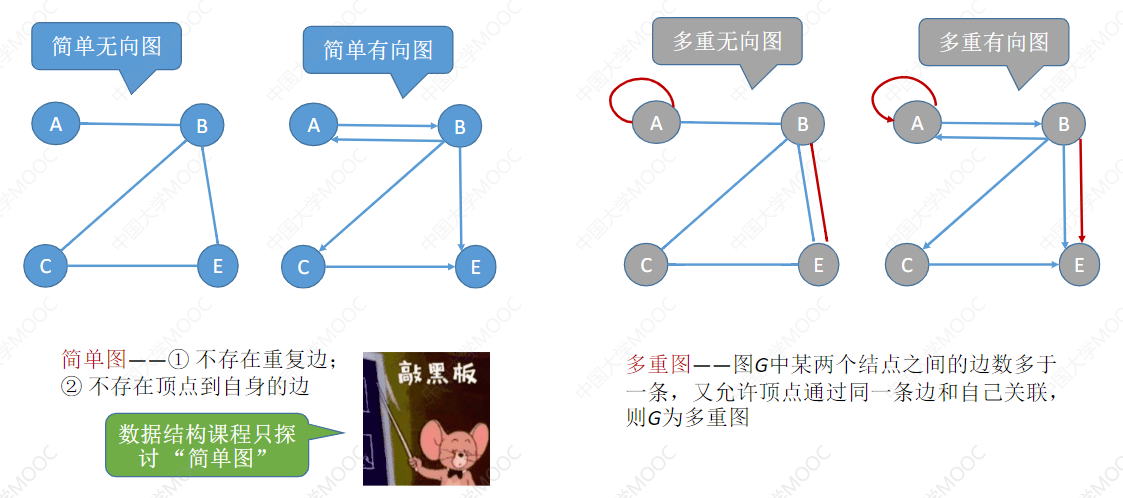 简单无向图
简单有向图
多重无向图
多重有向图
A
B
C
E
A
B
C
E
A
B
C
E
A
B
C
E
简单图——① 不存在重复边；
② 不存在顶点到自身的边
数据结构课程只探
讨 “简单图”
敲黑板
多重图——图G中某两个结点之间的边数多于
一条，又允许顶点通过同一条边和自己关联，
则G为多重图
中国大学MOOC